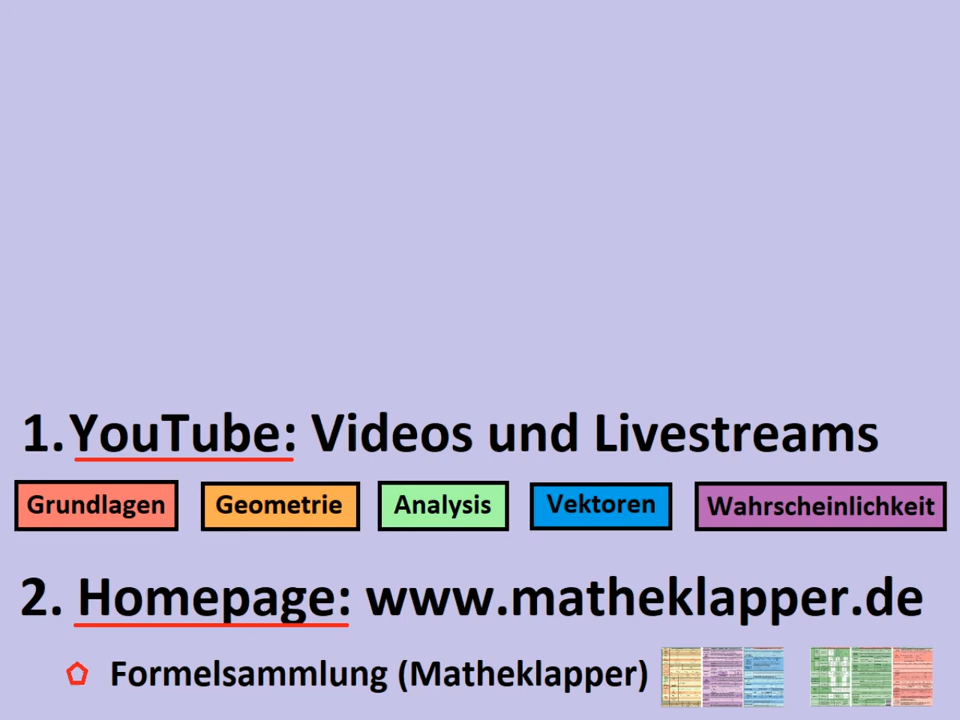 1. YouTube: Videos und Livestreams
Grundlagen Geometrie Analysis Vektoren Wahrscheinlichkeit
2. Homepage: www.matheklapper.de
Formelsammlung (Matheklapper)